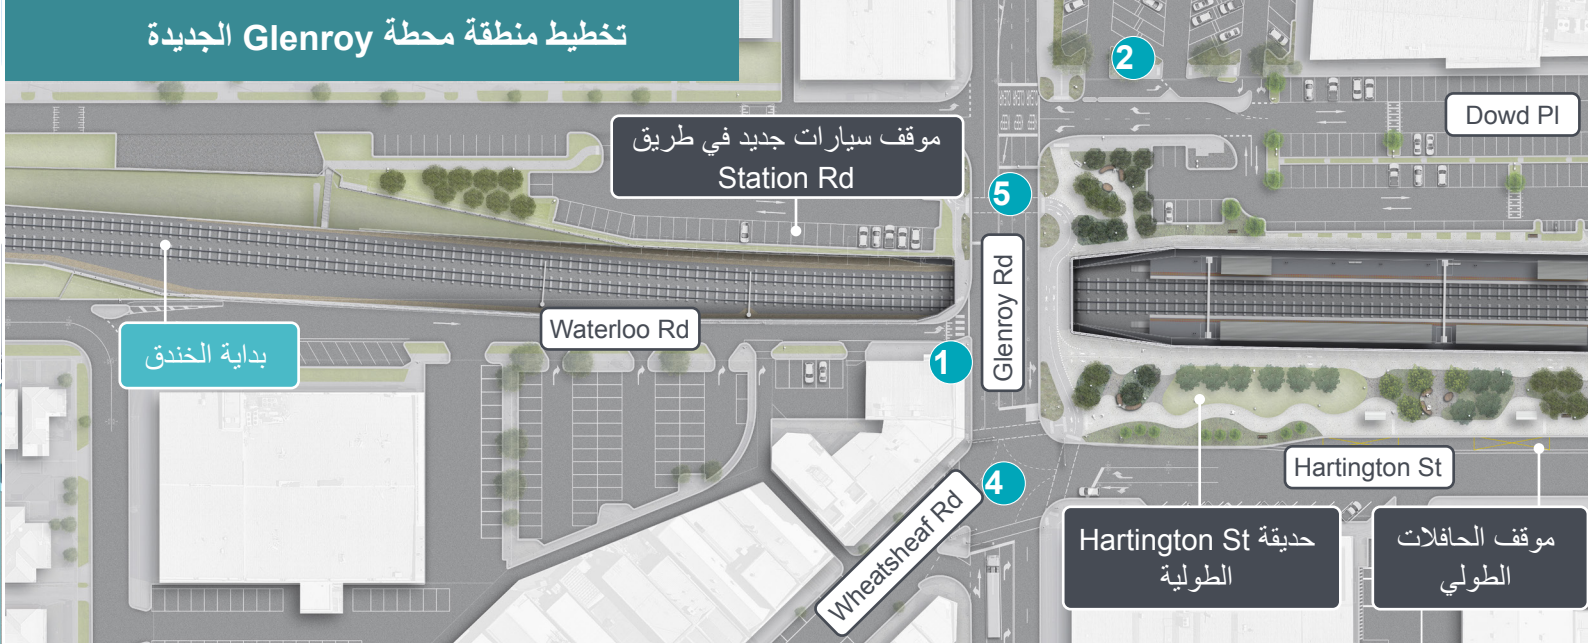 تخطيط منطقة محطة Glenroy الجديدة
2
Dowd Pl
موقف سيارات جديد في طريق
Station Rd
5
Glenroy Rd
بداية الخندق
Waterloo Rd
1
Hartington St
4
Wheatsheaf Rd
حديقة Hartington St
الطولية
موقف الحافلات
الطولي